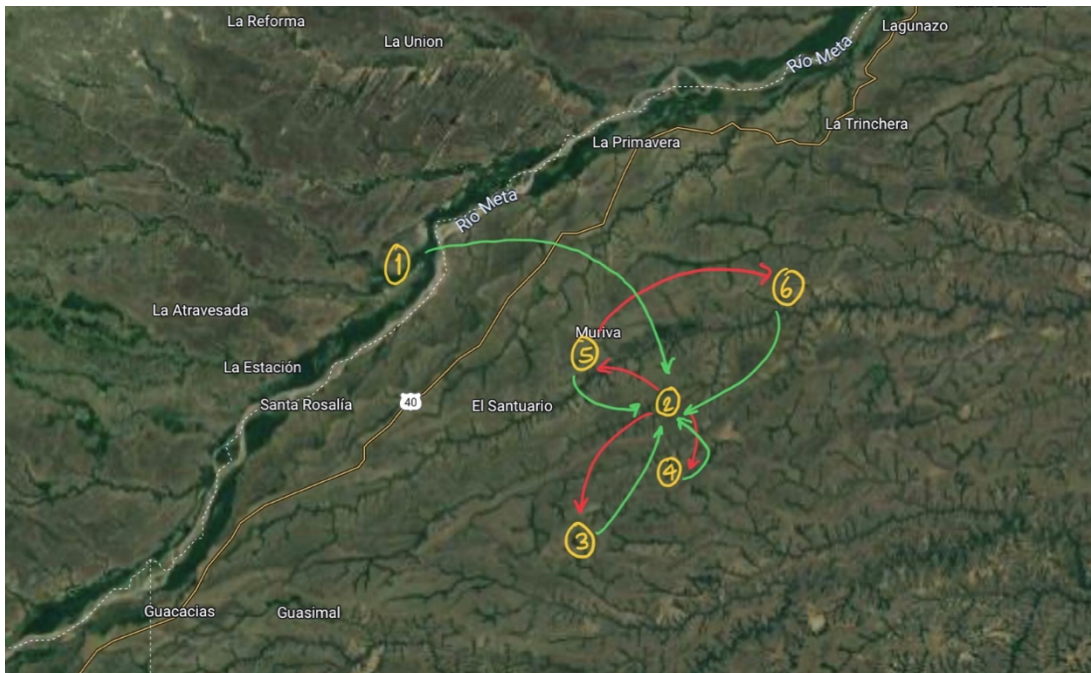 La Reforma
La Union
Lagunazo
Río Meta
La Trinchera
La Primavera
Río Meta
1
6
La Atravesada
Muriva
5
La Estación
Santa Rosalía
40
El Santuario
2
4
3
Guacacias
Guasimal